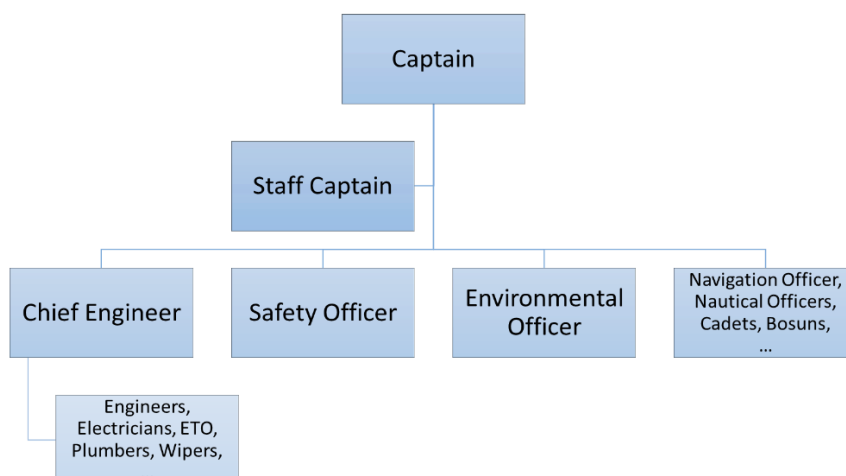 Captain
Staff Captain
Chief Engineer
Safety Officer
Environmental
Officer
Navigation Officer,
Nautical Officers,
Cadets, Bosuns,
...
Engineers,
Electricians, ETO,
Plumbers, Wipers,